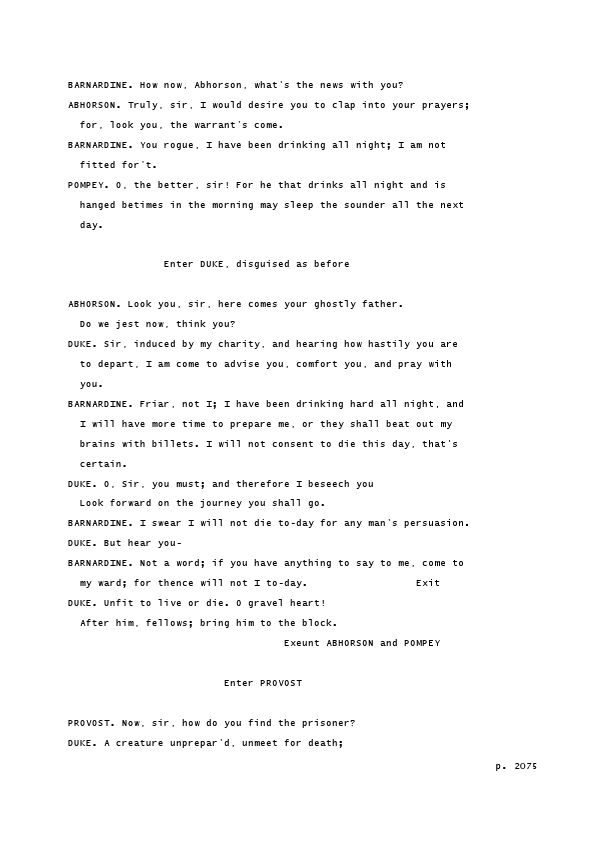 BARNARDINE. How now, Abhorson, what's the news with you?
ABHORSON. Truly, sir, I would desire you to clap into your prayers;
for, look you, the warrant's come.
BARNARDINE. You rogue, I have been drinking all night; I am not
fitted for't.
POMPEY. O, the better, sir! For he that drinks all night and is
hanged betimes in the morning may sleep the sounder all the next
day.
Enter DUKE, disguised as before
ABHORSON. Look you, sir, here comes your ghostly father.
Do we jest now, think you?
DUKE. Sir, induced by my charity, and hearing how hastily you are
to depart, I am come to advise you, comfort you, and pray with
you.
BARNARDINE. Friar, not I; I have been drinking hard all night, and
I will have more time to prepare me, or they shall beat out my
brains with billets. I will not consent to die this day, that's
certain.
DUKE. O, Sir, you must; and therefore I beseech you
Look forward on the journey you shall go.
BARNARDINE. I swear I will not die to-day for any man's persuasion.
DUKE. But hear you-
BARNARDINE. Not a word; if you have anything to say to me, come to
my ward; for thence will not I to-day. Exit
DUKE. Unfit to live or die. O gravel heart!
After him, fellows; bring him to the block.
Exeunt ABHORSON and POMPEY
Enter PROVOST
PROVOST. Now, sir, how do you find the prisoner?
DUKE. A creature unprepar'd, unmeet for death;
p. 2075